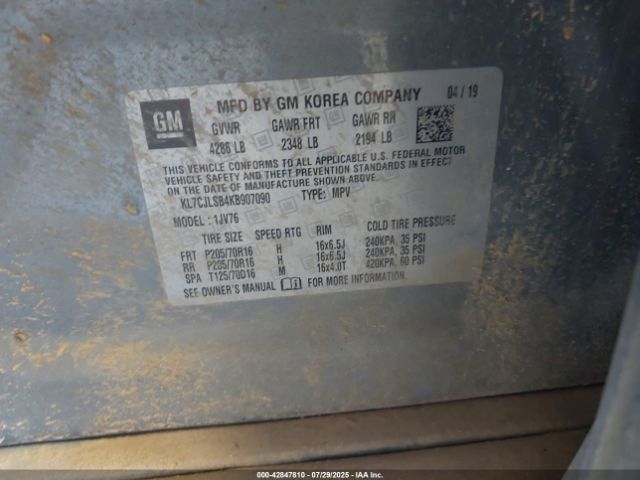 GM
MFD BY GM KOREA COMPANY 04 / 19
GVWR GAWR FRT GAWR RR
4286 LB 2348 LB 2194 LB
THIS VEHICLE CONFORMS TO ALL APPLICABLE U.S. FEDERAL MOTOR
VEHICLE SAFETY AND THEFT PREVENTION STANDARDS IN EFFECT
ON THE DATE OF MANUFACTURE SHOWN ABOVE.
KL7CJLSB4KB907090 TYPE: MPV
MODEL : 1JV76
TIRE SIZE SPEED RTG RIM COLD TIRE PRESSURE
FRT P205/70R16 H 16x6.5J 240KPA, 35 PSI
RR P205/70R16 H 16x6.5J 240KPA, 35 PSI
SPA T125/70D16 M 16x4.0T 420KPA, 60 PSI
SEE OWNER'S MANUAL FOR MORE INFORMATION.
000-42847810 | 07/29/2025 | IAAI.COM